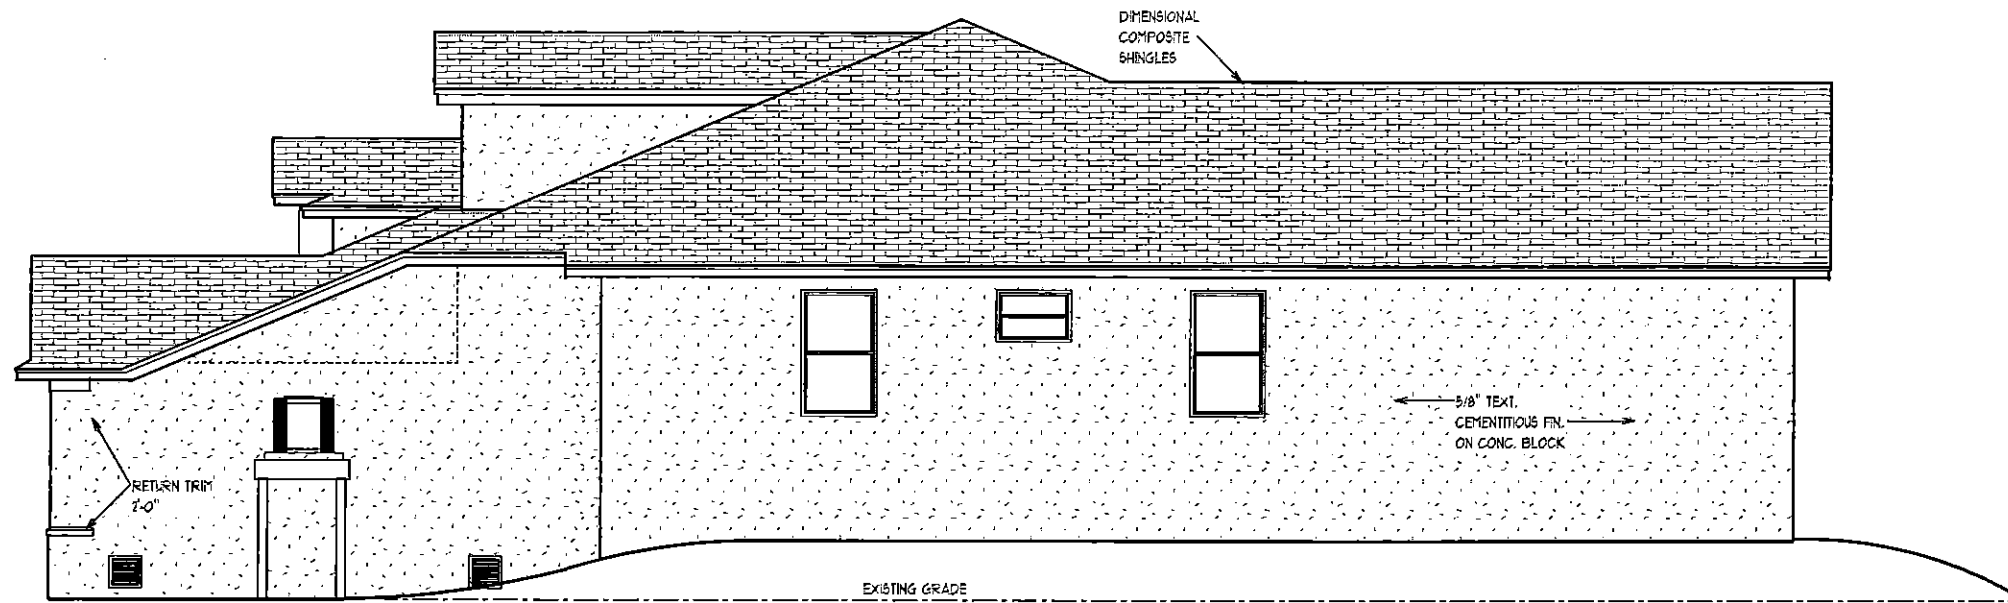 DIMENSIONAL
COMPOSITE
SHINGLES
5/8" TEXT.
CEMENTITIOUS FIN.
ON CONC. BLOCK
RETURN TRIM
2'-0"
EXISTING GRADE